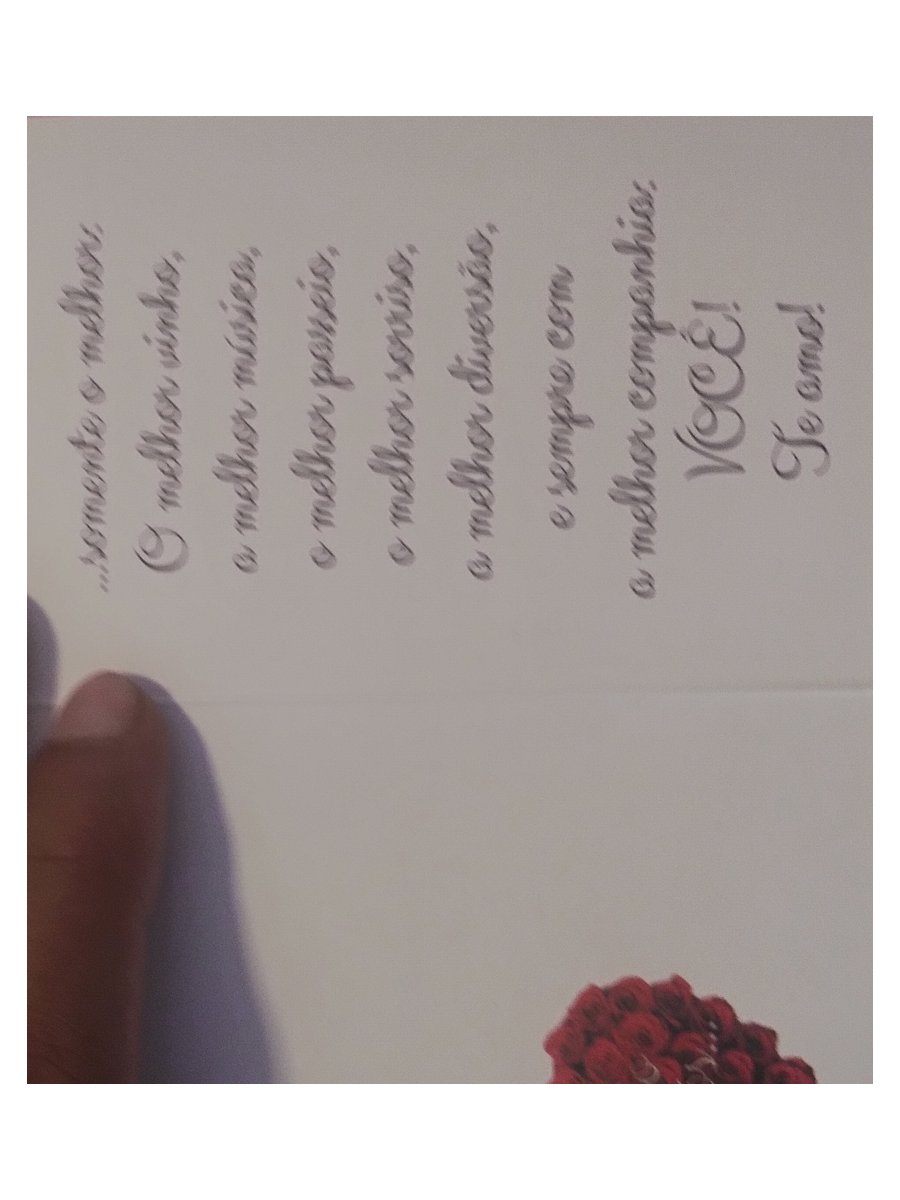 ...somente o melhor:
O melhor vinho,
a melhor música,
o melhor passeio,
o melhor sorriso,
a melhor diversão,
e sempre com
a melhor companhia:
VOCÊ!
Te amo!